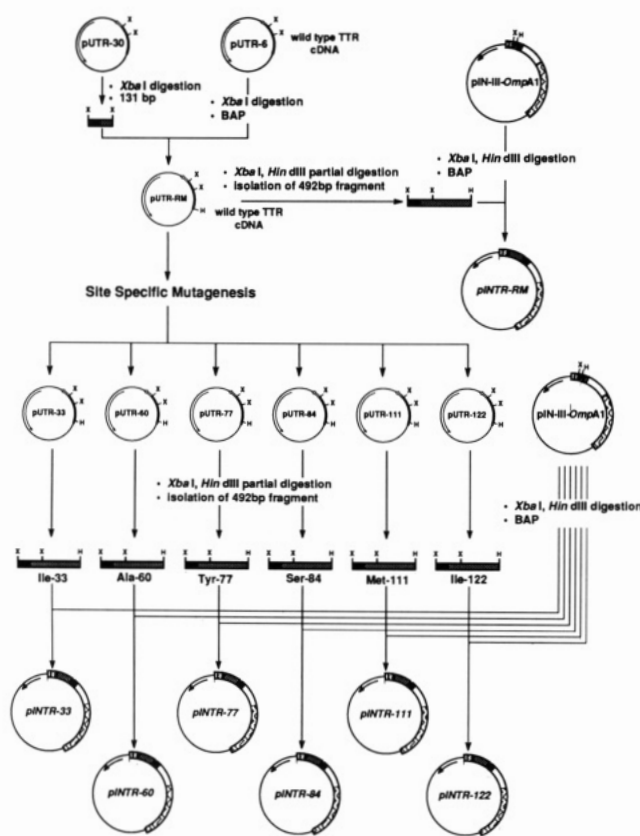 X
X
pUTR-30
X
X
pUTR-6
wild type TTR
cDNA
XH
pIN-III-OmpA1
• Xba I digestion
• 131 bp
X X
• Xba I digestion
• BAP
• Xba I, Hin dIII digestion
• BAP
X
X
H
pUTR-RM
wild type TTR
cDNA
• Xba I, Hin dIII partial digestion
• isolation of 492bp fragment
X X H
pINTR-RM
Site Specific Mutagenesis
X X H
pUTR-33
X X H
pUTR-60
X X H
pUTR-77
X X H
pUTR-84
X X H
pUTR-111
X X H
pUTR-122
XH
pIN-III-OmpA1
• Xba I, Hin dIII partial digestion
• isolation of 492bp fragment
• Xba I, Hin dIII digestion
• BAP
X X H
Ile-33
X X H
Ala-60
X X H
Tyr-77
X X H
Ser-84
X X H
Met-111
X X H
Ile-122
pINTR-33
pINTR-77
pINTR-111
pINTR-60
pINTR-84
pINTR-122